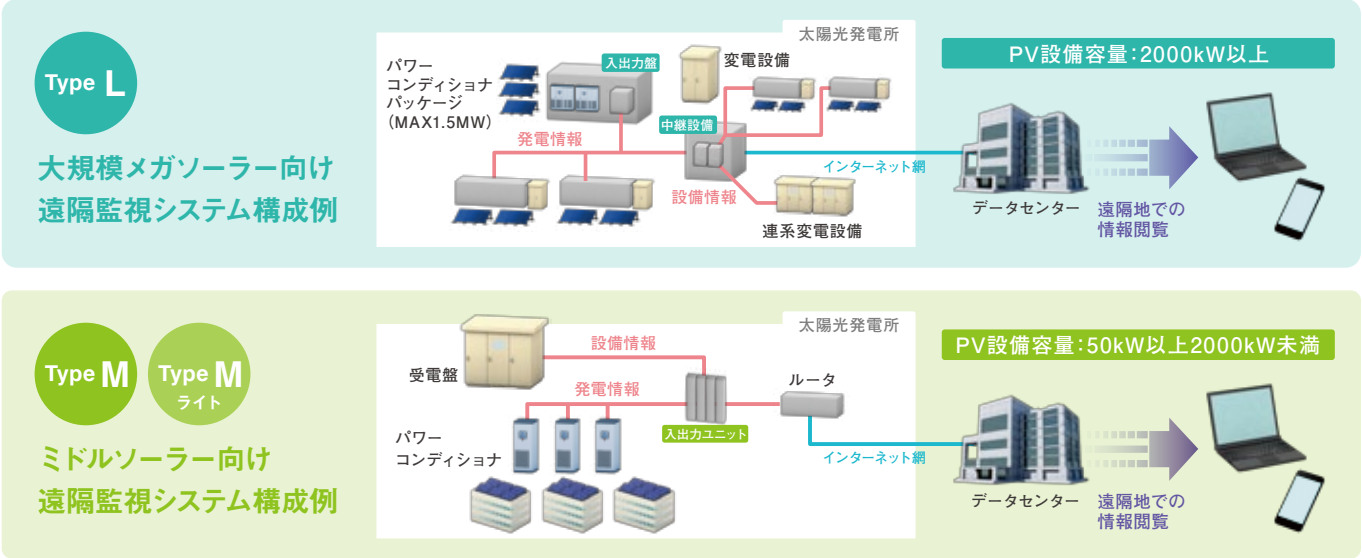 Type L
大規模メガソーラー向け
遠隔監視システム構成例
太陽光発電所
パワー
コンディショナ
パッケージ
（MAX1.5MW）
入出力盤
変電設備
中継設備
発電情報
設備情報
連系変電設備
インターネット網
PV設備容量：2000kW以上
データセンター
遠隔地での
情報閲覧
Type M
Type M
ライト
ミドルソーラー向け
遠隔監視システム構成例
太陽光発電所
受電盤
設備情報
発電情報
ルータ
入出力ユニット
パワー
コンディショナ
インターネット網
PV設備容量：50kW以上2000kW未満
データセンター
遠隔地での
情報閲覧